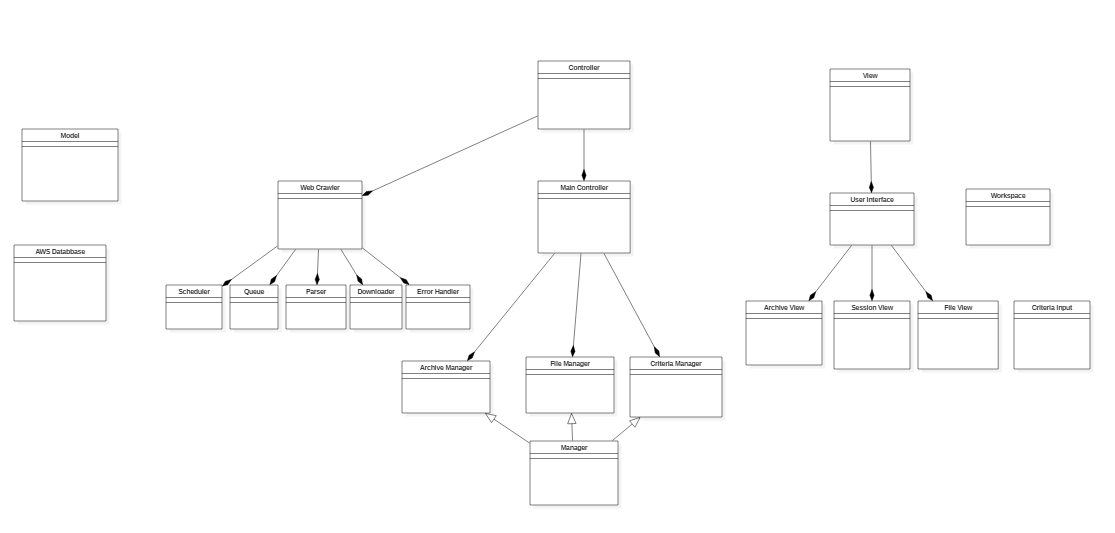 Controller
View
Model
Web Crawler
Main Controller
User Interface
Workspace
AWS Databbase
Scheduler
Queue
Parser
Downloader
Error Handler
Archive View
Session View
File View
Criteria Input
Archive Manager
File Manager
Criteria Manager
Manager